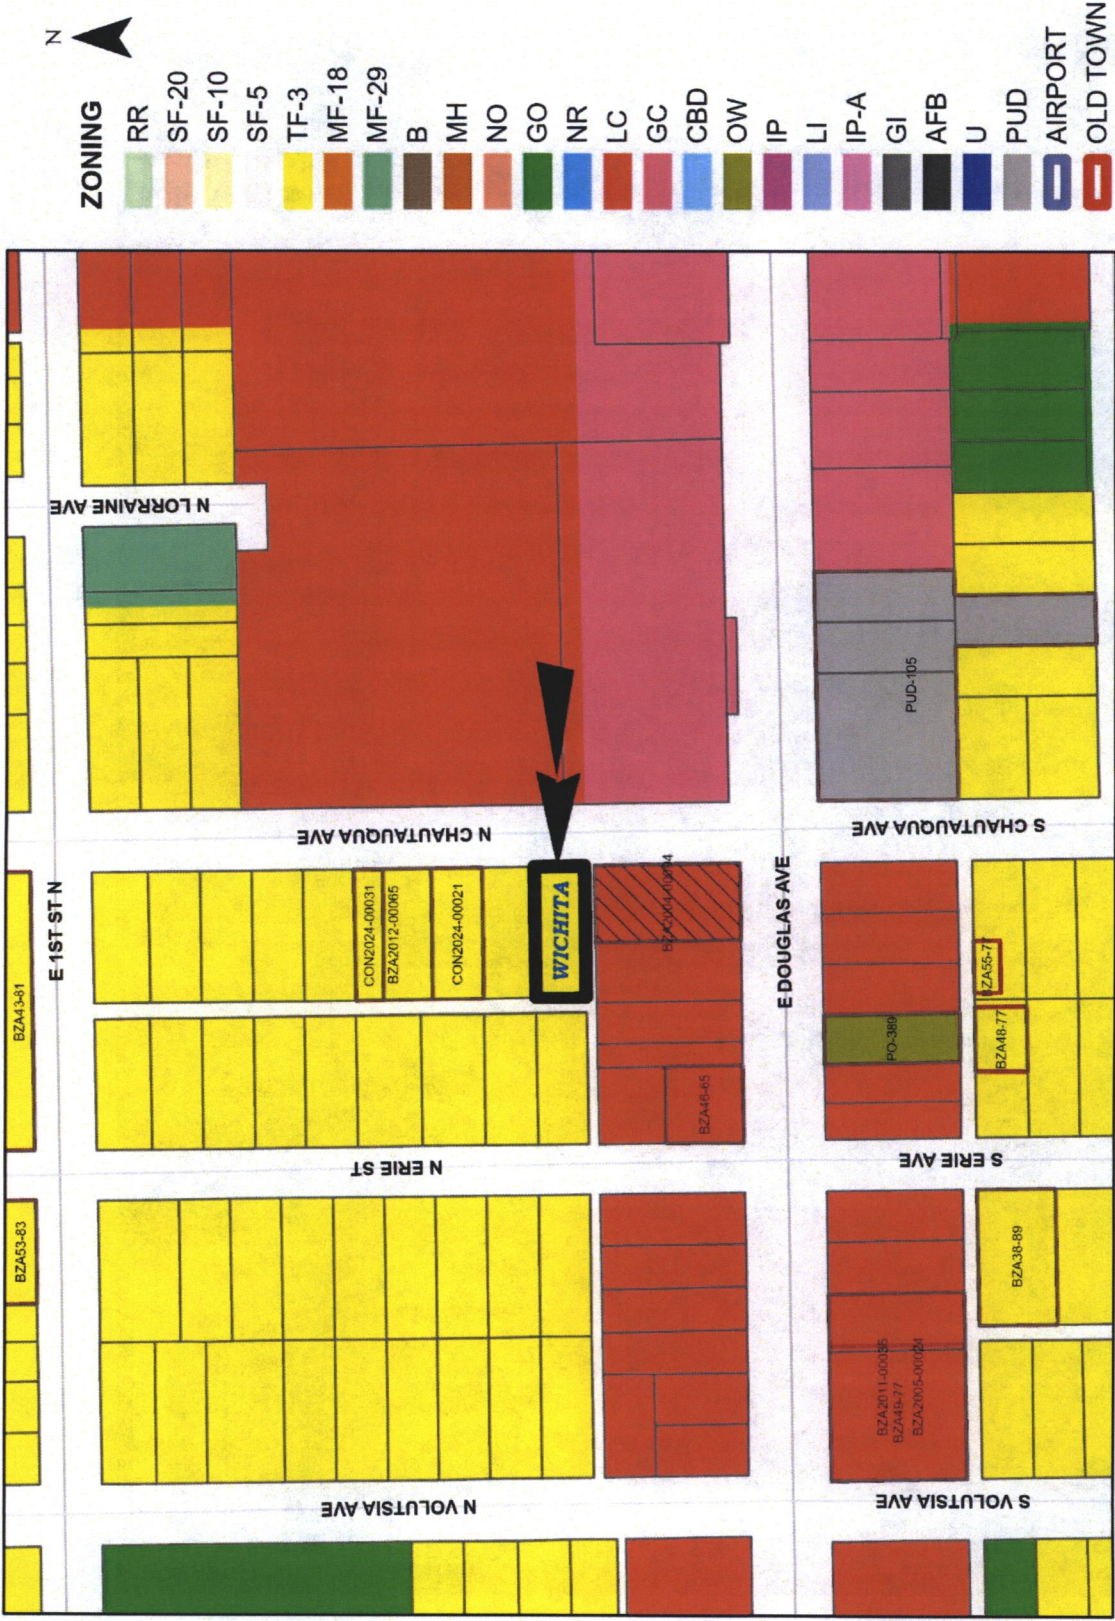 N
ZONING
RR
SF-20
SF-10
SF-5
TF-3
MF-18
MF-29
B
MH
NO
GO
NR
LC
GC
CBD
OW
IP
LI
IP-A
GI
AFB
U
PUD
AIRPORT
OLD TOWN
BZA53-83
BZA43-81
E 1ST ST N
N LORRAINE AVE
N CHAUTAUQUA AVE
N ERIE ST
N VOLUTSIA AVE
CON2024-00031
BZA2012-00065
CON2024-00021
WICHITA
BZA2004-00094
BZA46-65
E DOUGLAS AVE
PUD-105
S CHAUTAUQUA AVE
PO-389
BZA55-77
BZA48-77
S ERIE AVE
BZA38-89
BZA2011-00035
BZA49-77
BZA2005-00024
S VOLUTSIA AVE